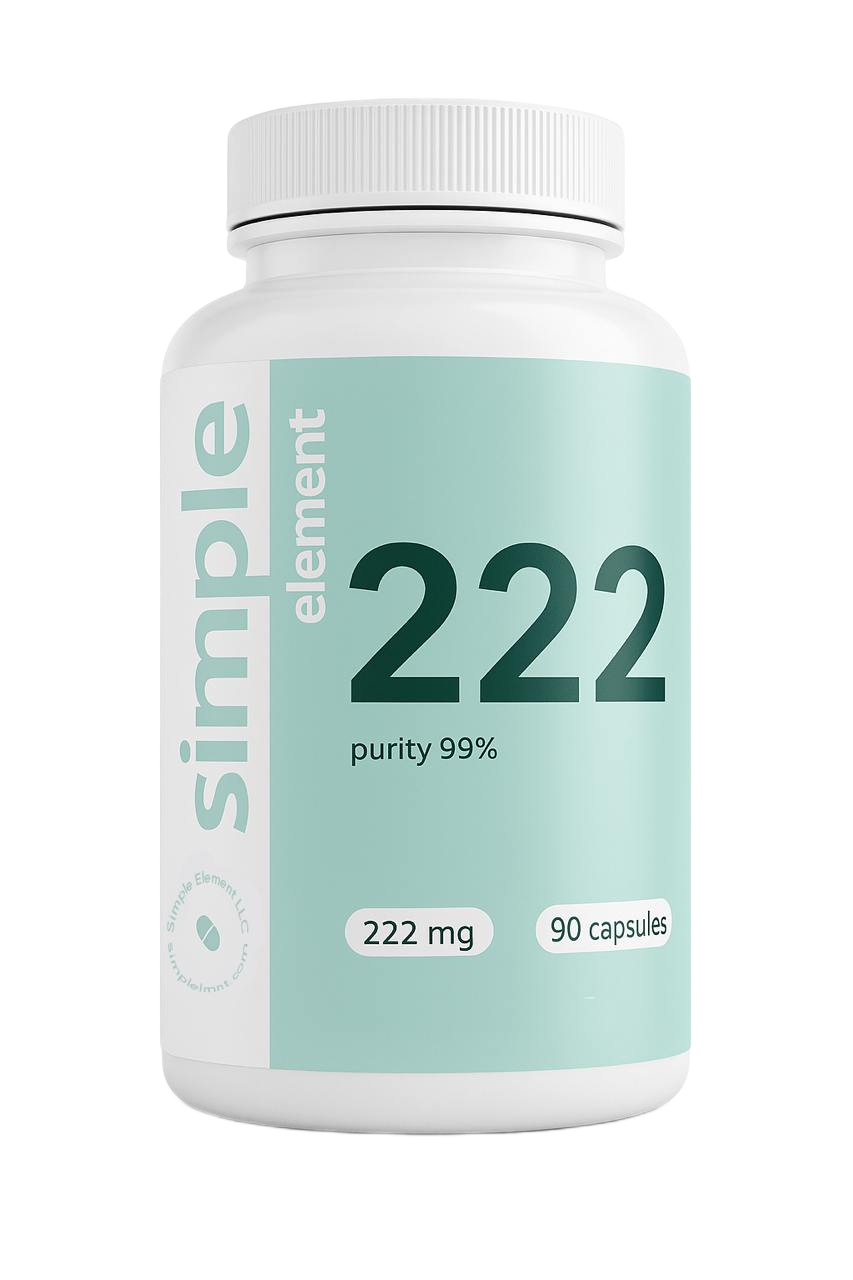 simple
element
222
purity 99%
222 mg
90 capsules
Simple Element LLC
simplelmnt com